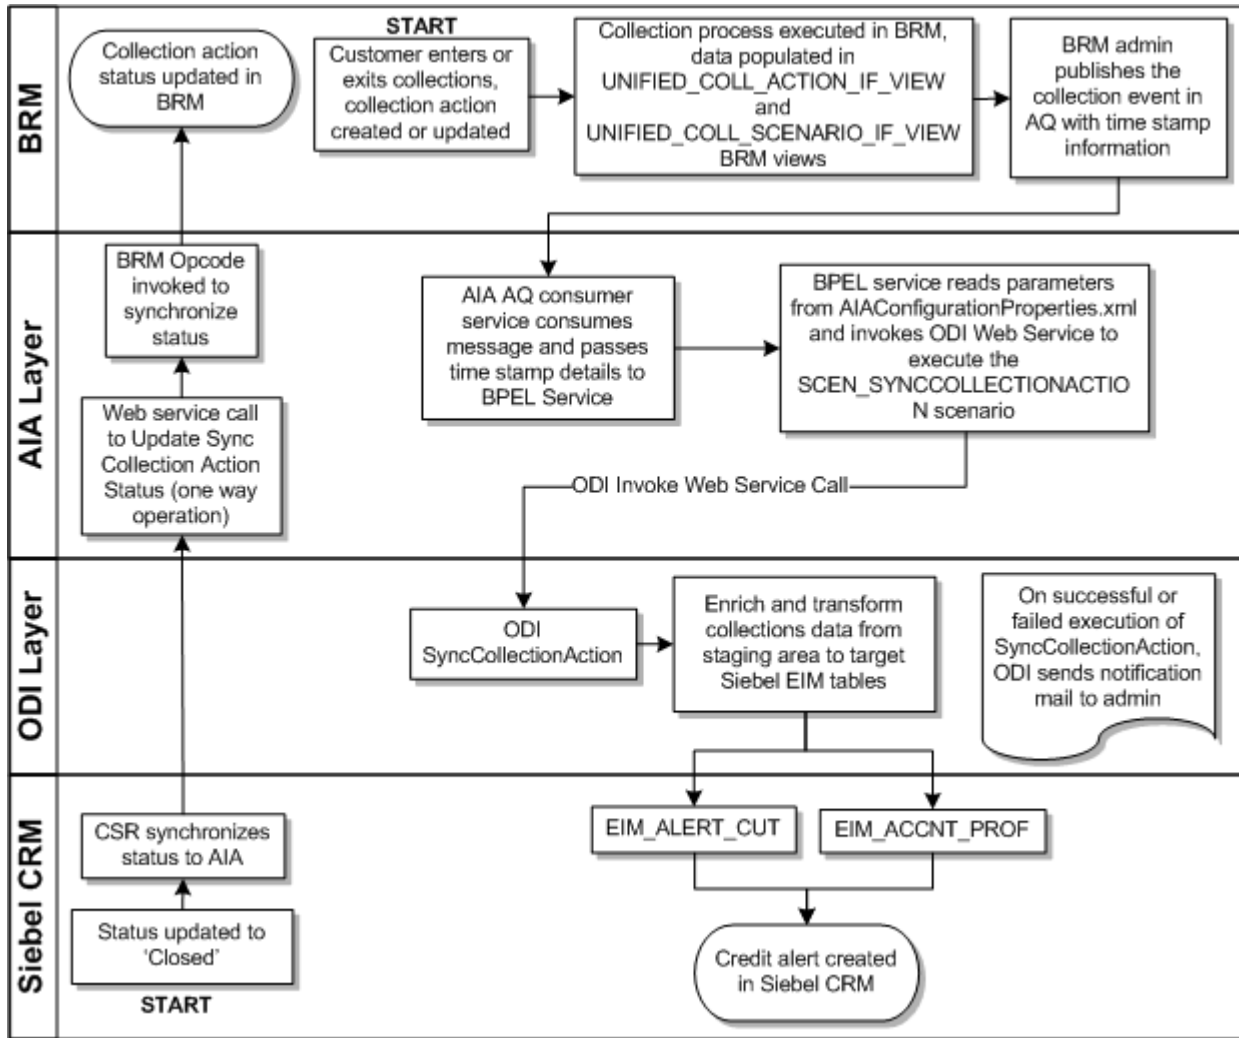 BRM
Collection action
status updated in
BRM
START
Customer enters or
exits collections,
collection action
created or updated
Collection process executed in BRM,
data populated in
UNIFIED_COLL_ACTION_IF_VIEW
and
UNIFIED_COLL_SCENARIO_IF_VIEW
BRM views
BRM admin
publishes the
collection event in
AQ with time stamp
information
AIA Layer
BRM Opcode
invoked to
synchronize
status
Web service call
to Update Sync
Collection Action
Status (one way
operation)
AIA AQ consumer
service consumes
message and passes
time stamp details to
BPEL Service
BPEL service reads parameters
from AIAConfigurationProperties.xml
and invokes ODI Web Service to
execute the
SCEN_SYNCCOLLECTIONACTIO
N scenario
ODI Invoke Web Service Call
ODI Layer
ODI
SyncCollectionAction
Enrich and transform
collections data from
staging area to target
Siebel EIM tables
On successful or
failed execution of
SyncCollectionAction,
ODI sends notification
mail to admin
Siebel CRM
CSR synchronizes
status to AIA
Status updated to
‘Closed’
START
EIM_ALERT_CUT
EIM_ACCNT_PROF
Credit alert created
in Siebel CRM